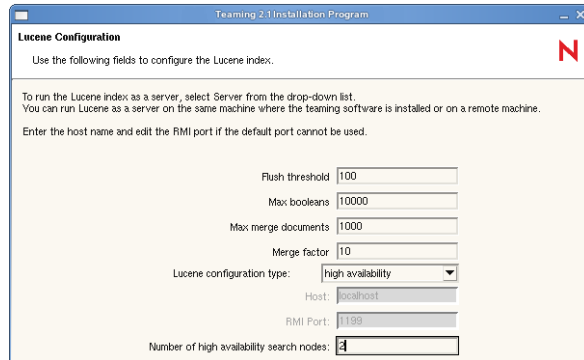 Teaming 2.1 Installation Program
Lucene Configuration
Use the following fields to configure the Lucene index.
N
To run the Lucene index as a server, select Server from the drop-down list.
You can run Lucene as a server on the same machine where the teaming software is installed or on a remote machine.
Enter the host name and edit the RMI port if the default port cannot be used.
Flush threshold 100
Max booleans 10000
Max merge documents 1000
Merge factor 10
Lucene configuration type: high availability
Host: localhost
RMI Port: 1199
Number of high availability search nodes: 2